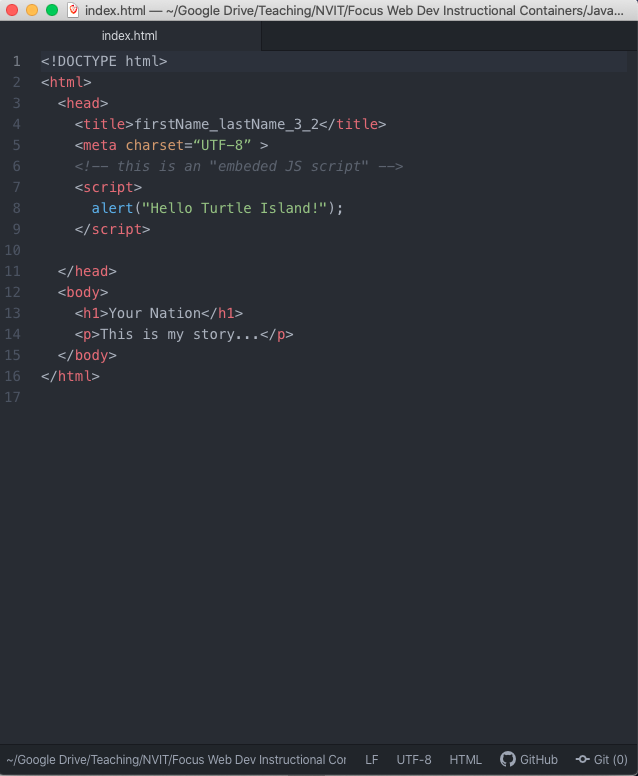 index.html — ~/Google Drive/Teaching/NVIT/Focus Web Dev Instructional Containers/Java...
index.html
1 <!DOCTYPE html>
2 <html>
3   <head>
4     <title>firstName_lastName_3_2</title>
5     <meta charset=“UTF-8” >
6     <!-- this is an "embeded JS script" -->
7     <script>
8       alert("Hello Turtle Island!");
9     </script>
10
11   </head>
12   <body>
13     <h1>Your Nation</h1>
14     <p>This is my story...</p>
15   </body>
16 </html>
17
~/Google Drive/Teaching/NVIT/Focus Web Dev Instructional Cor LF UTF-8 HTML GitHub Git (0)